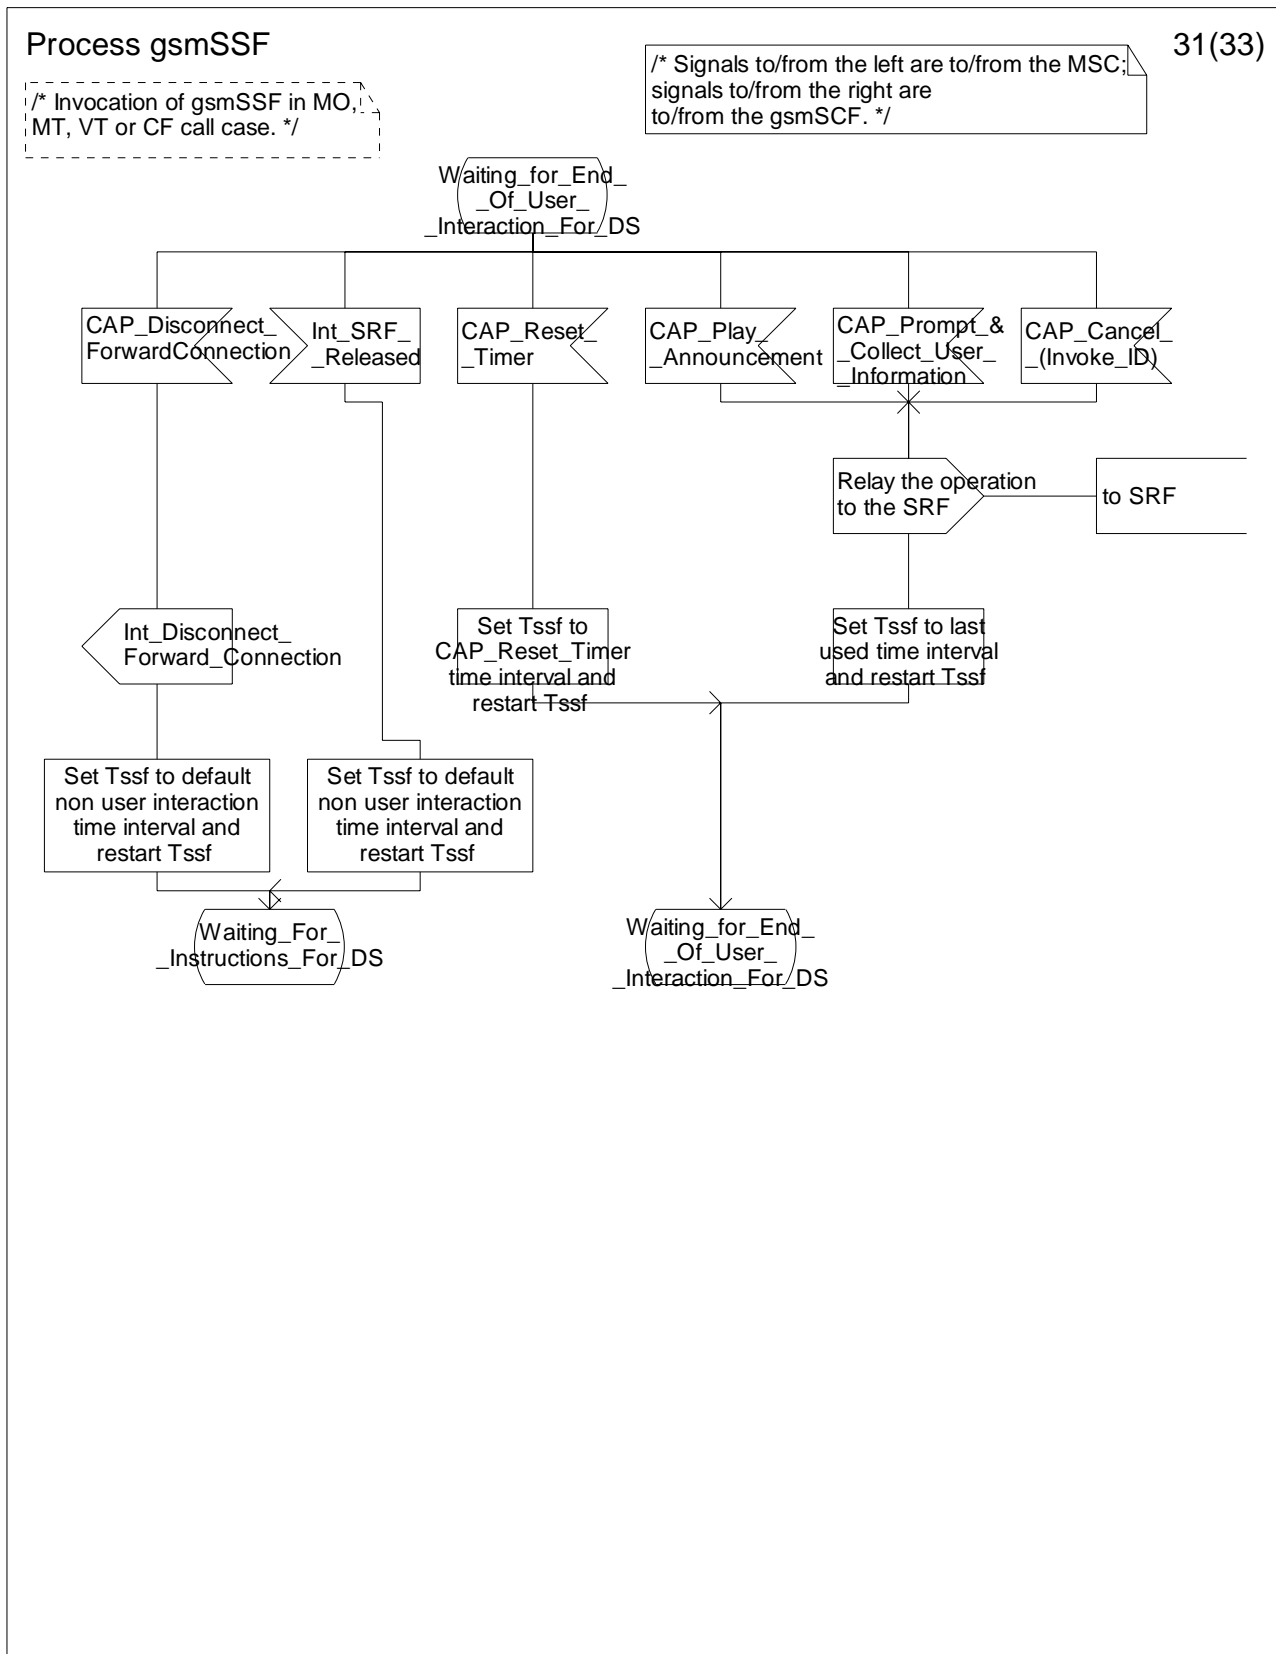 Process gsmSSF
31(33)
/* Invocation of gsmSSF in MO,
MT, VT or CF call case. */
/* Signals to/from the left are to/from the MSC;
signals to/from the right are
to/from the gsmSCF. */
Waiting_for_End_
_Of_User_
_Interaction_For_DS
CAP_Disconnect_
ForwardConnection
Int_SRF_
_Released
CAP_Reset_
_Timer
CAP_Play_
_Announcement
CAP_Prompt_&
_Collect_User_
_Information
CAP_Cancel_
_(Invoke_ID)
Relay the operation
to the SRF
to SRF
Int_Disconnect_
Forward_Connection
Set Tssf to
CAP_Reset_Timer
time interval and
restart Tssf
Set Tssf to last
used time interval
and restart Tssf
Set Tssf to default
non user interaction
time interval and
restart Tssf
Set Tssf to default
non user interaction
time interval and
restart Tssf
Waiting_For_
_Instructions_For_DS
Waiting_for_End_
_Of_User_
_Interaction_For_DS